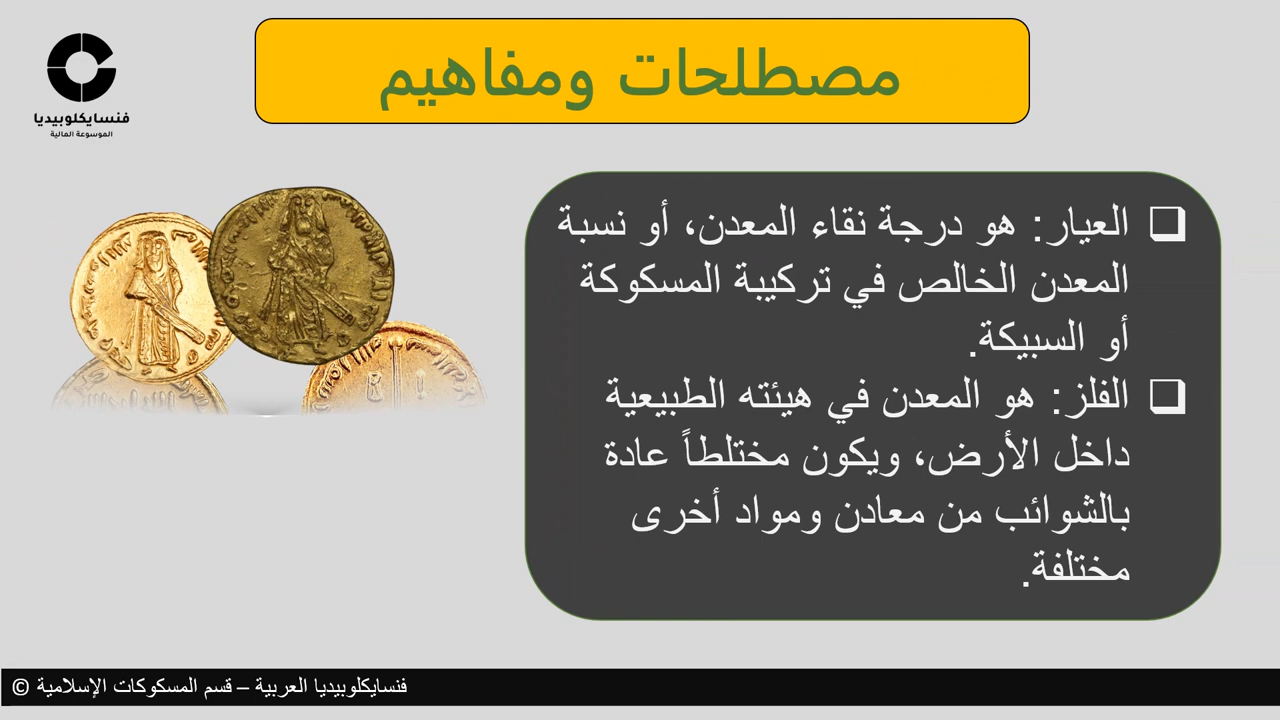 مصطلحات ومفاهيم
فنسايكلوبيديا
الموسوعة المالية
❑ العيار: هو درجة نقاء المعدن، أو نسبة
المعدن الخالص في تركيبة المسكوكة
أو السبيكة.
❑ الفلز: هو المعدن في هيئته الطبيعية
داخل الأرض، ويكون مختلطاً عادة
بالشوائب من معادن ومواد أخرى
مختلفة.
فنسايكلوبيديا العربية – قسم المسكوكات الإسلامية ©